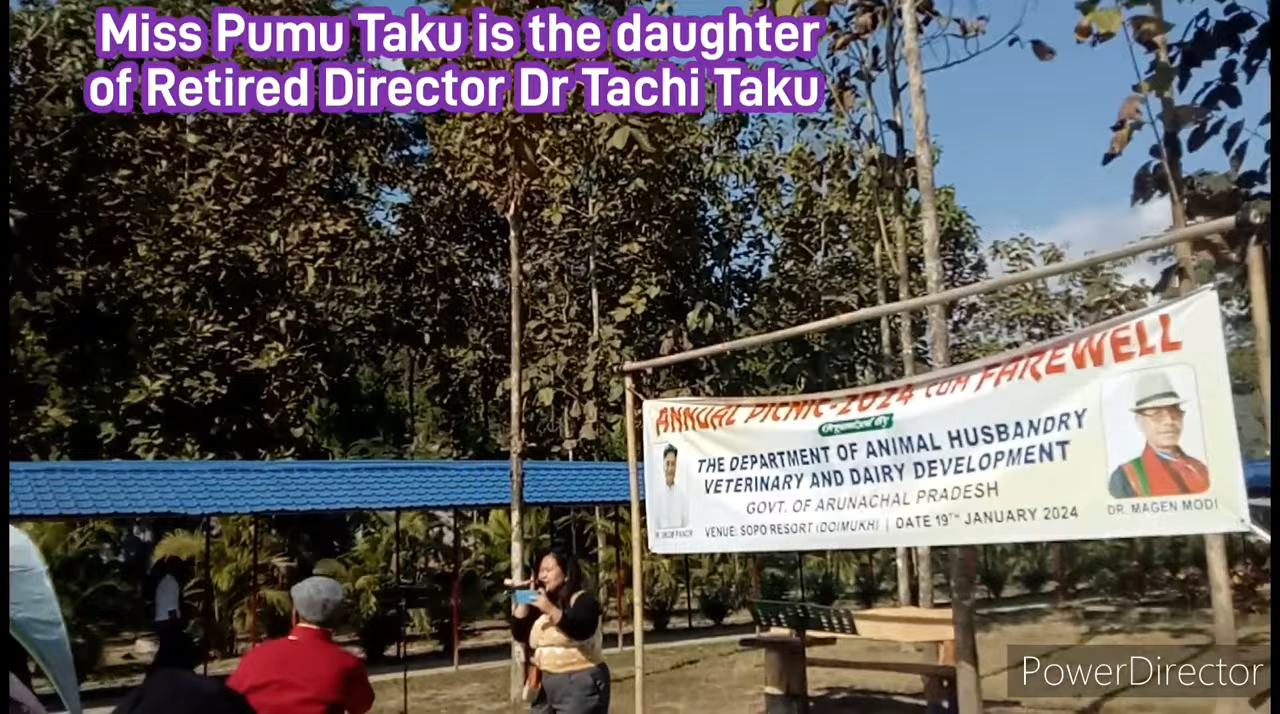 Miss Pumu Taku is the daughter
of Retired Director Dr Tachi Taku
ANNUAL PICNIC-2024 CUM FAREWELL
Organised By
THE DEPARTMENT OF ANIMAL HUSBANDRY
VETERINARY AND DAIRY DEVELOPMENT
GOVT. OF ARUNACHAL PRADESH
VENUE: SOPO RESORT (DOIMUKH) | DATE 19TH JANUARY 2024
DR. MAGEN MODI
PowerDirector